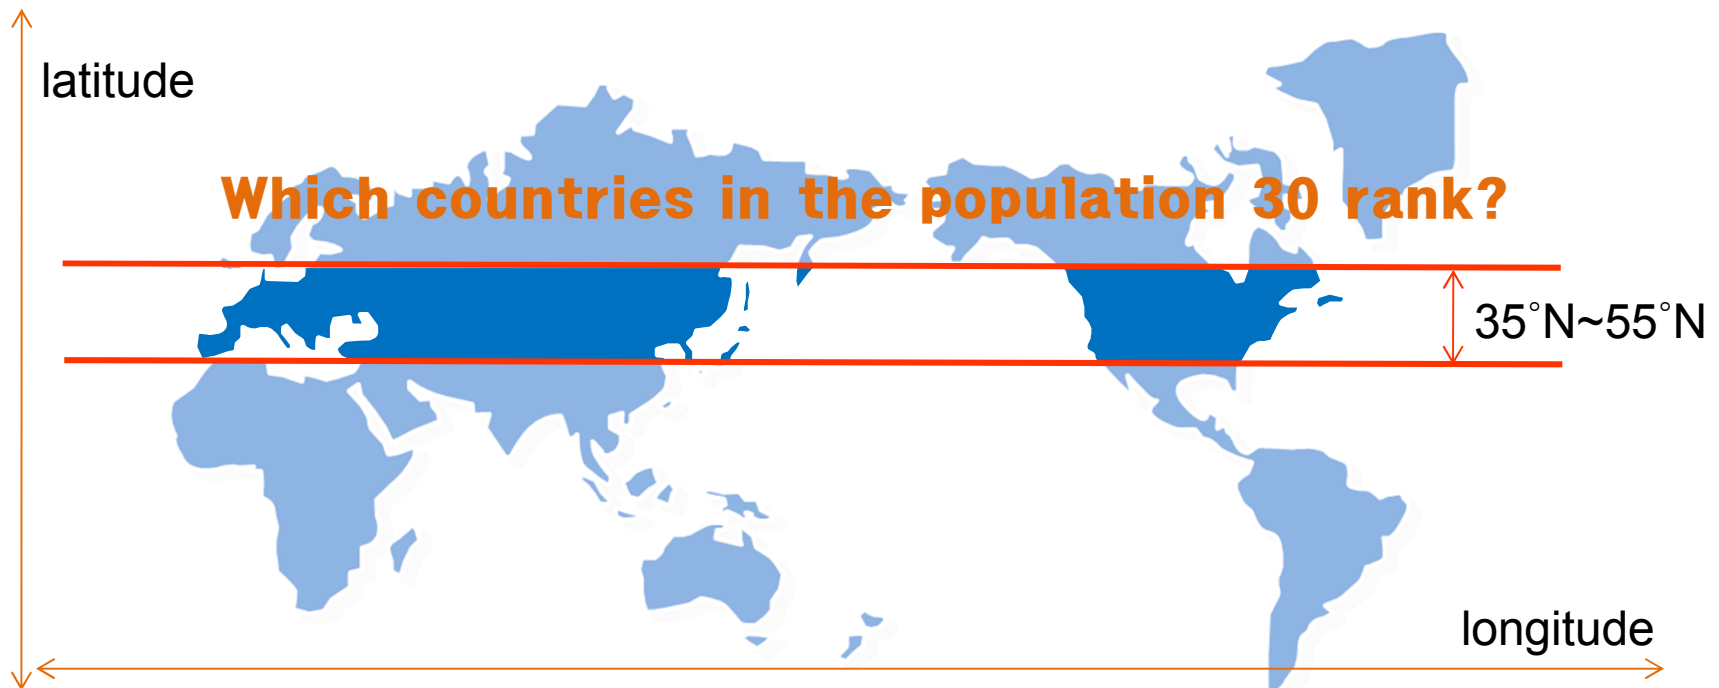 latitude
Which countries in the population 30 rank?
35°N~55°N
longitude